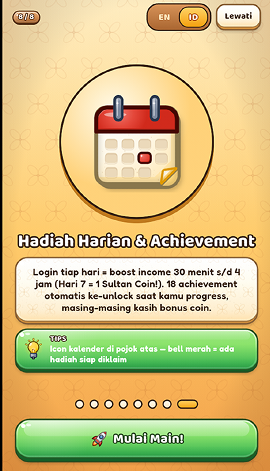 8/8
EN
ID
Lewati
Hadiah Harian & Achievement
Login tiap hari = boost income 30 menit s/d 4
jam (Hari 7 = 1 Sultan Coin!). 18 achievement
otomatis ke-unlock saat kamu progress,
masing-masing kasih bonus coin.
TIPS
Icon kalender di pojok atas — beli merah = ada
hadiah siap diklaim
Mulai Main!